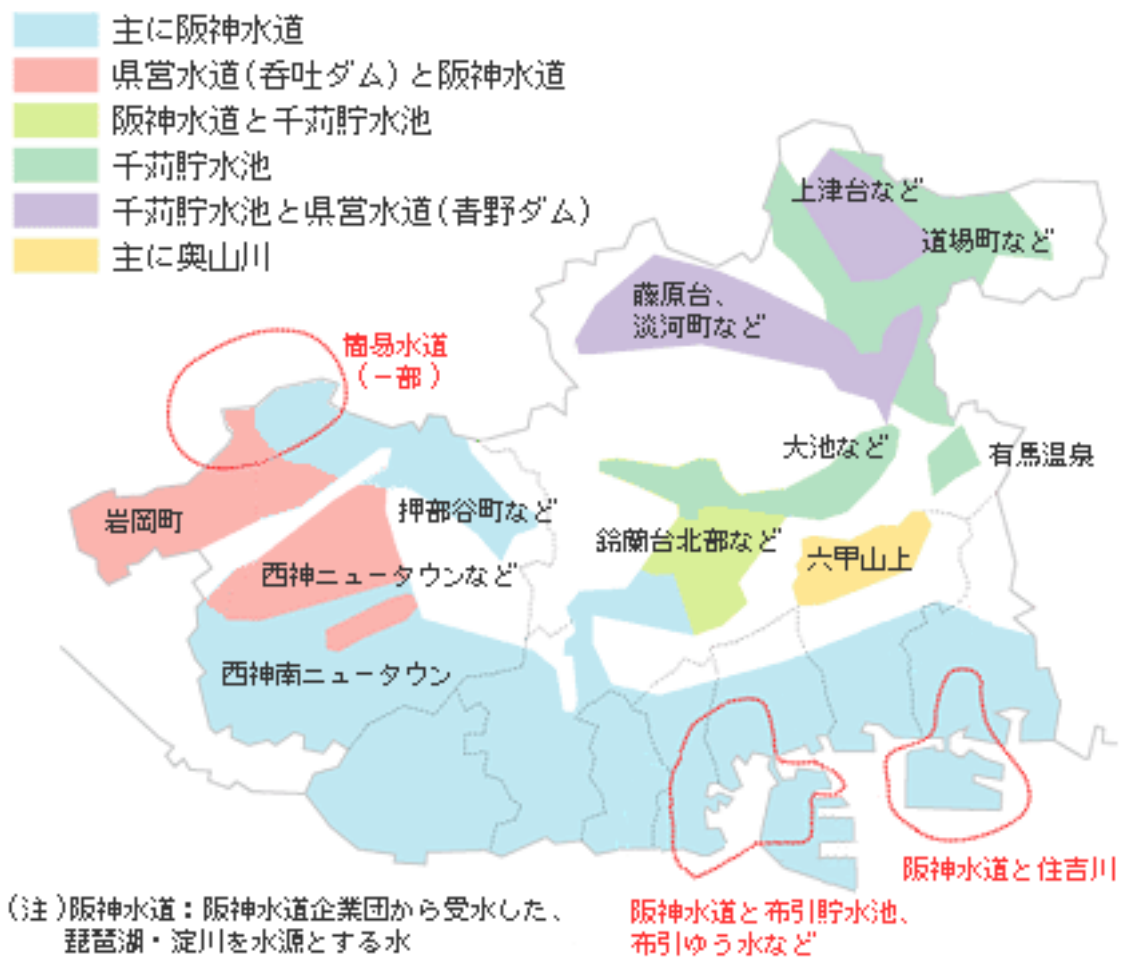 主に阪神水道
県営水道(呑吐ダム)と阪神水道
阪神水道と千苅貯水池
千苅貯水池
千苅貯水池と県営水道(青野ダム)
主に奥山川
上津台など
道場町など
藤原台、
淡河町など
簡易水道
(一部)
大池など
有馬温泉
岩岡町
押部谷町など
鈴蘭台北部など
六甲山上
西神ニュータウンなど
西神南ニュータウン
阪神水道と住吉川
阪神水道と布引貯水池、
布引ゆう水など
(注)阪神水道：阪神水道企業団から受水した、
琵琶湖・淀川を水源とする水